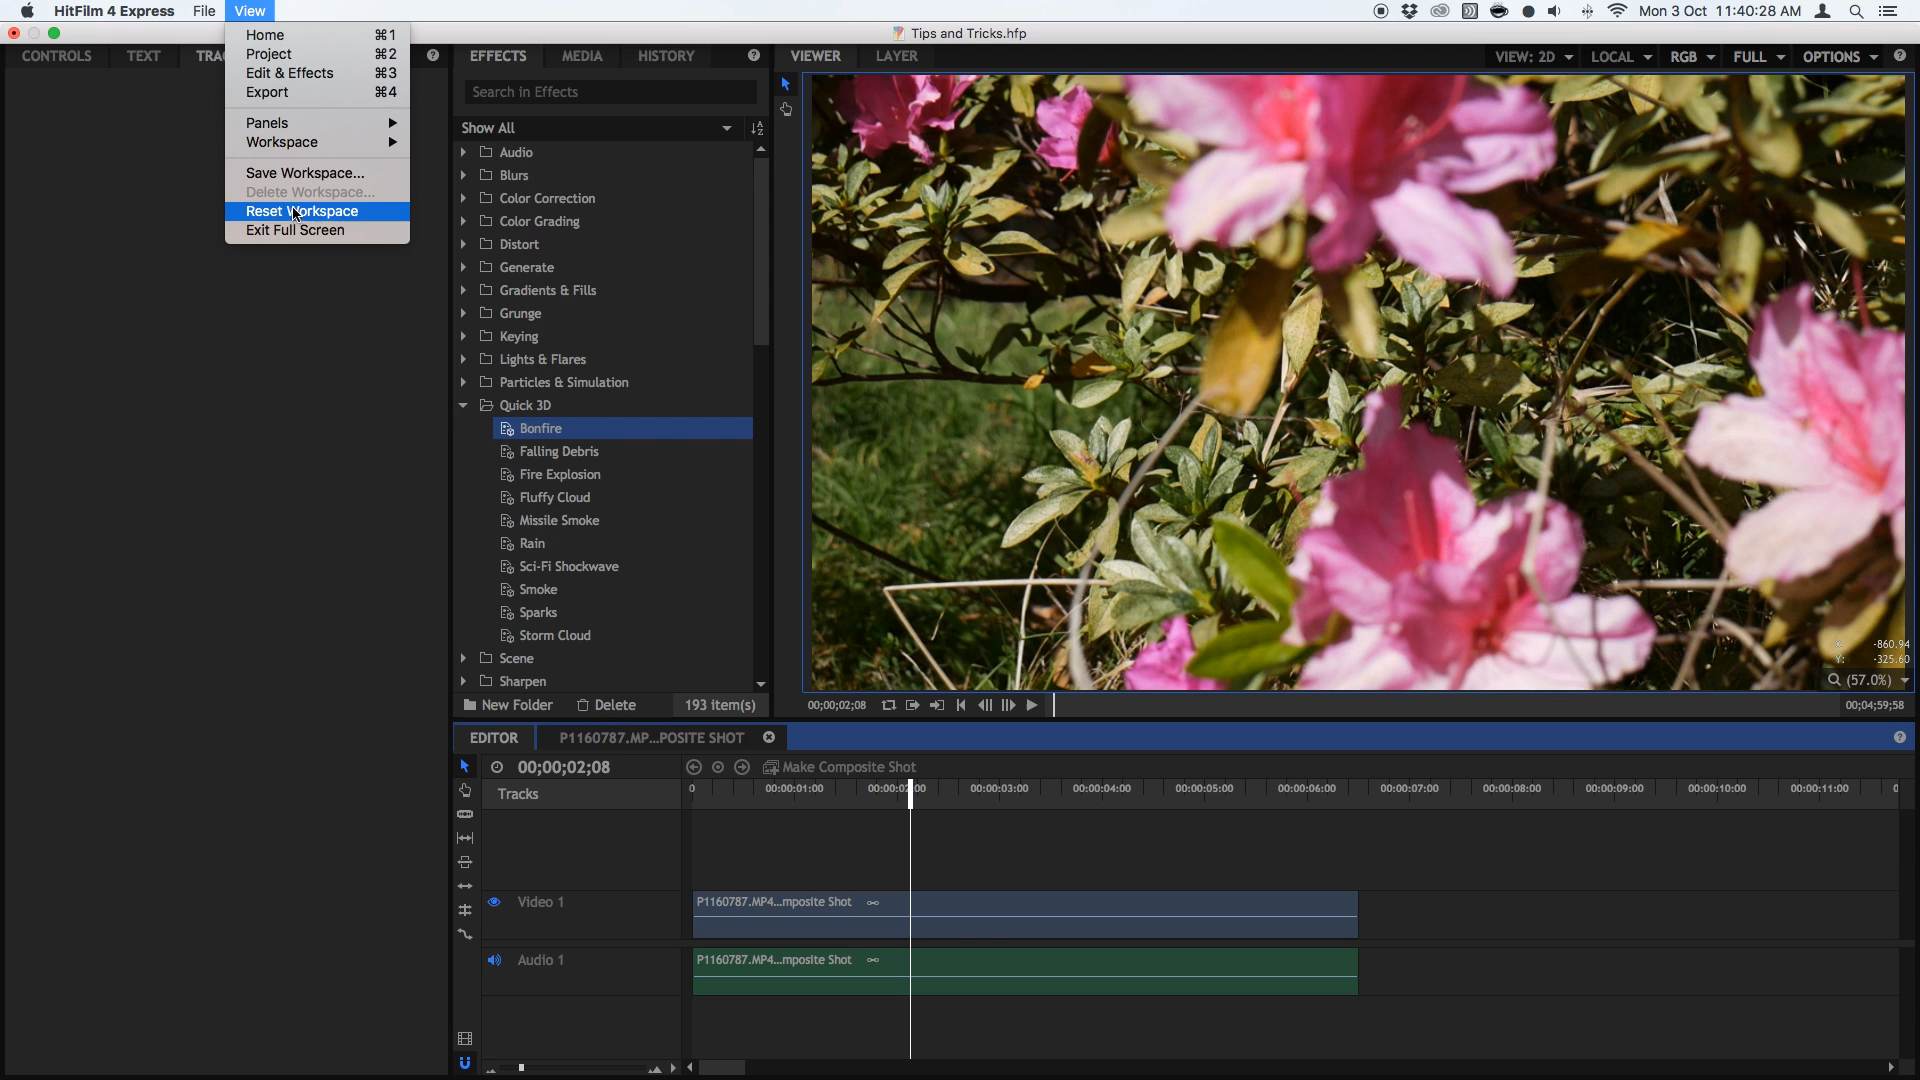 HitFilm 4 Express File View
Mon 3 Oct 11:40:28 AM
Tips and Tricks.hfp
Home ⌘1
Project ⌘2
Edit & Effects ⌘3
Export ⌘4
Panels
Workspace
Save Workspace...
Delete Workspace...
Reset Workspace
Exit Full Screen
CONTROLS TEXT TRA
EFFECTS MEDIA HISTORY
VIEWER LAYER
VIEW: 2D LOCAL RGB FULL OPTIONS
Search in Effects
Show All
Audio
Blurs
Color Correction
Color Grading
Distort
Generate
Gradients & Fills
Grunge
Keying
Lights & Flares
Particles & Simulation
Quick 3D
Bonfire
Falling Debris
Fire Explosion
Fluffy Cloud
Missile Smoke
Rain
Sci-Fi Shockwave
Smoke
Sparks
Storm Cloud
Scene
Sharpen
New Folder Delete 193 item(s)
X: -860.94
Y: -325.60
(57.0%)
00;00;02;08
00;04;59;58
EDITOR P1160787.MP...POSITE SHOT
00;00;02;08
Make Composite Shot
Tracks
0 00:00:01:00 00:00:02:00 00:00:03:00 00:00:04:00 00:00:05:00 00:00:06:00 00:00:07:00 00:00:08:00 00:00:09:00 00:00:10:00 00:00:11:00 0
Video 1
P1160787.MP4...mposite Shot
Audio 1
P1160787.MP4...mposite Shot